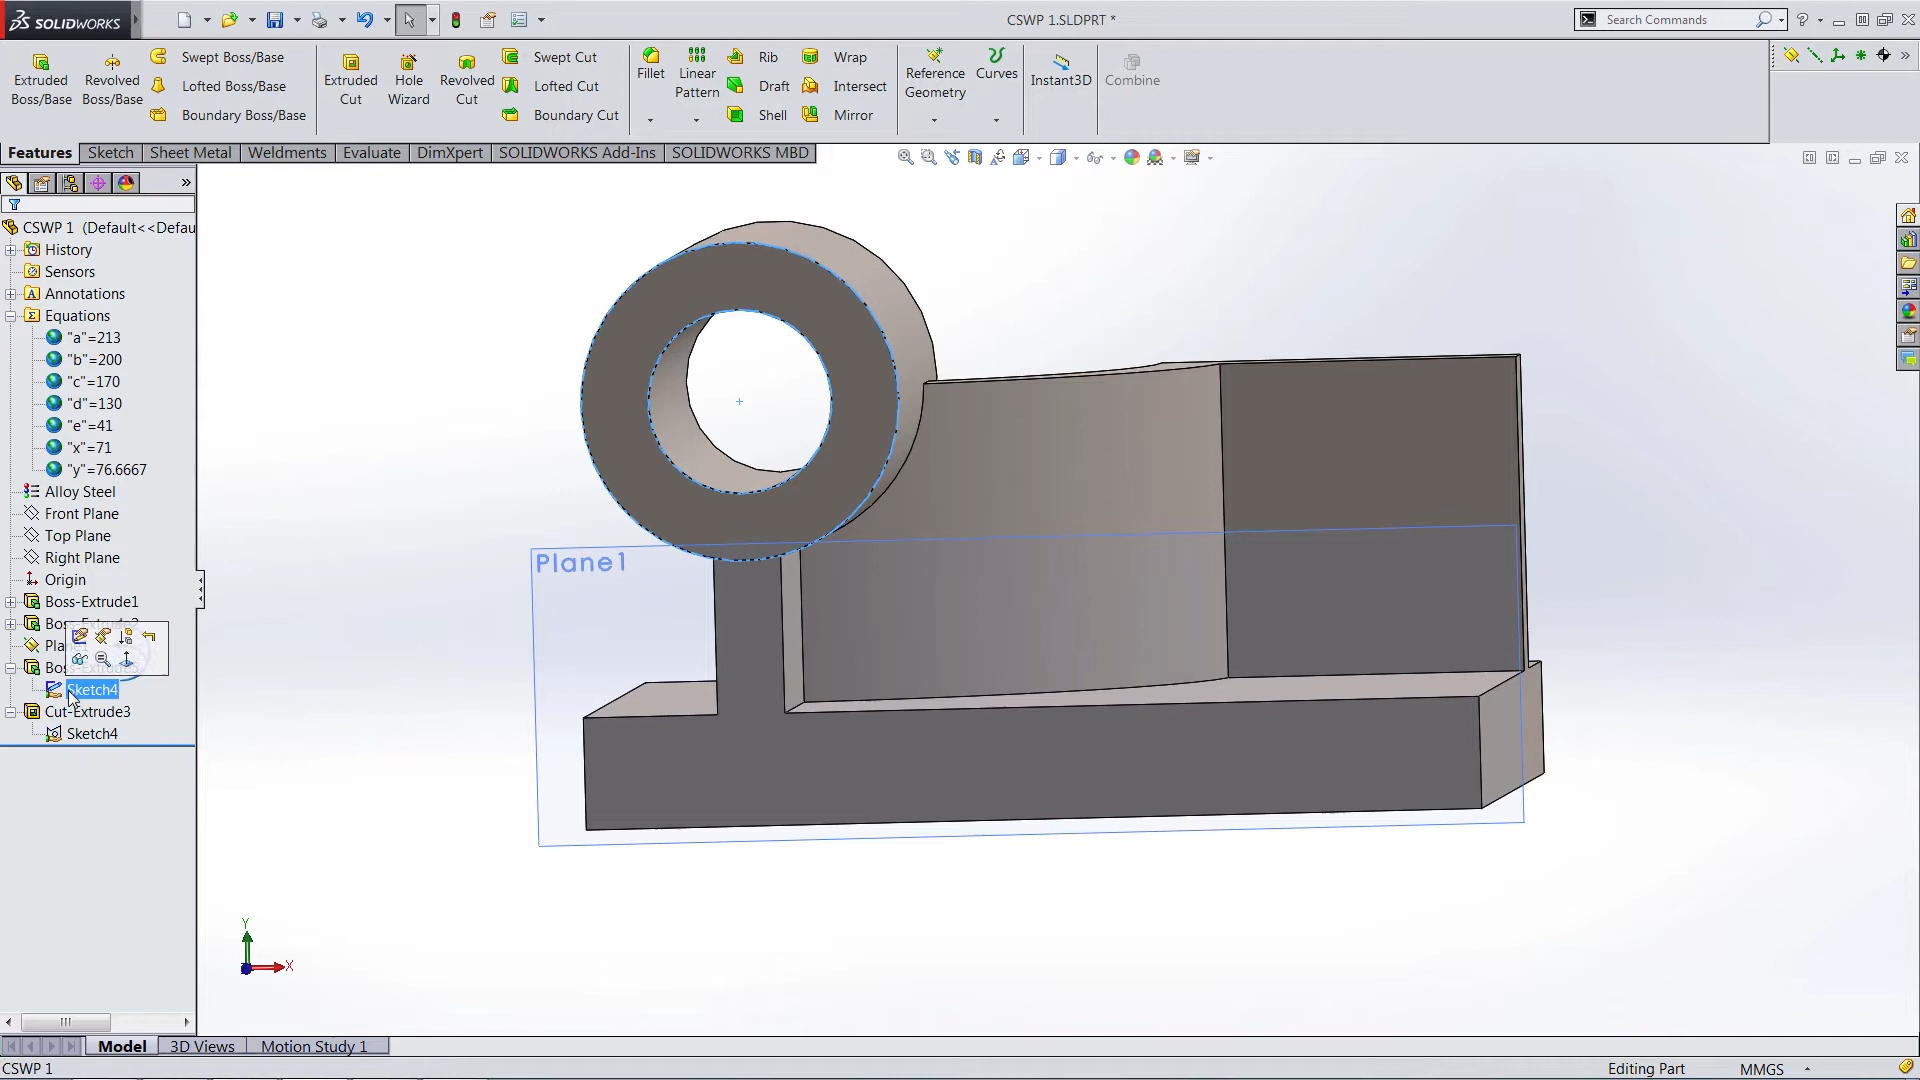 SOLIDWORKS
CSWP 1.SLDPRT *
Search Commands
Extruded Boss/Base
Revolved Boss/Base
Swept Boss/Base
Lofted Boss/Base
Boundary Boss/Base
Extruded Cut
Hole Wizard
Revolved Cut
Swept Cut
Lofted Cut
Boundary Cut
Fillet
Linear Pattern
Rib
Draft
Shell
Wrap
Intersect
Mirror
Reference Geometry
Curves
Instant3D
Combine
Features
Sketch
Sheet Metal
Weldments
Evaluate
DimXpert
SOLIDWORKS Add-Ins
SOLIDWORKS MBD
CSWP 1 (Default<<Defau
History
Sensors
Annotations
Equations
"a"=213
"b"=200
"c"=170
"d"=130
"e"=41
"x"=71
"y"=76.6667
Alloy Steel
Front Plane
Top Plane
Right Plane
Origin
Boss-Extrude1
Boss-Extrude2
Plane1
Boss-Extrude3
Sketch4
Cut-Extrude3
Sketch4
Plane1
Y
X
Model
3D Views
Motion Study 1
CSWP 1
Editing Part
MMGS